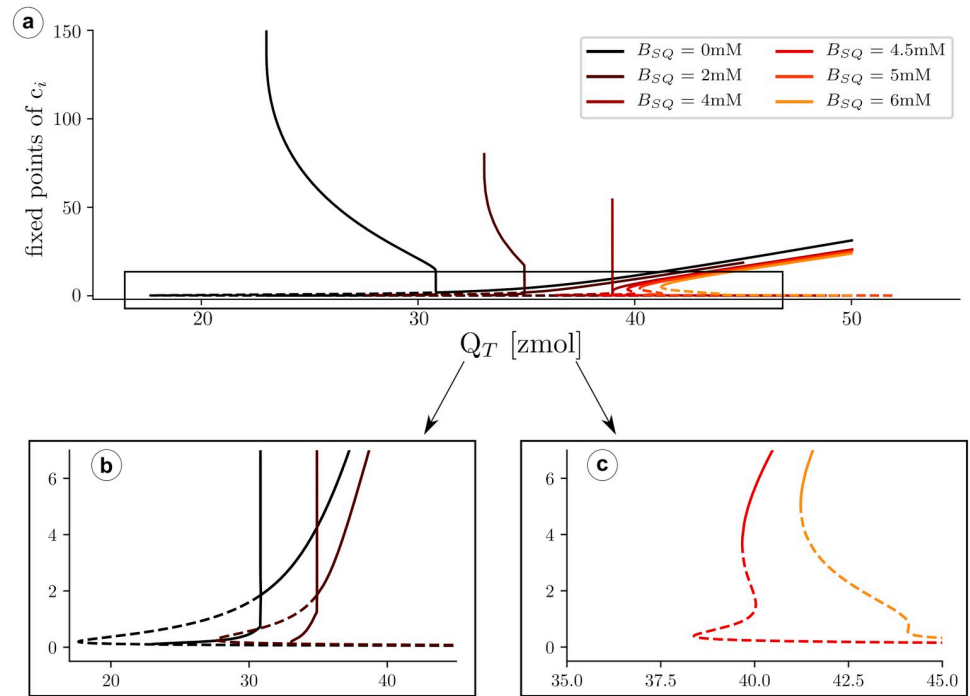 a
150
100
50
0
fixed points of c_i
B_SQ = 0mM
B_SQ = 2mM
B_SQ = 4mM
B_SQ = 4.5mM
B_SQ = 5mM
B_SQ = 6mM
20 30 40 50
Q_T [zmol]
b
6
4
2
0
20 30 40
c
6
4
2
0
35.0 37.5 40.0 42.5 45.0